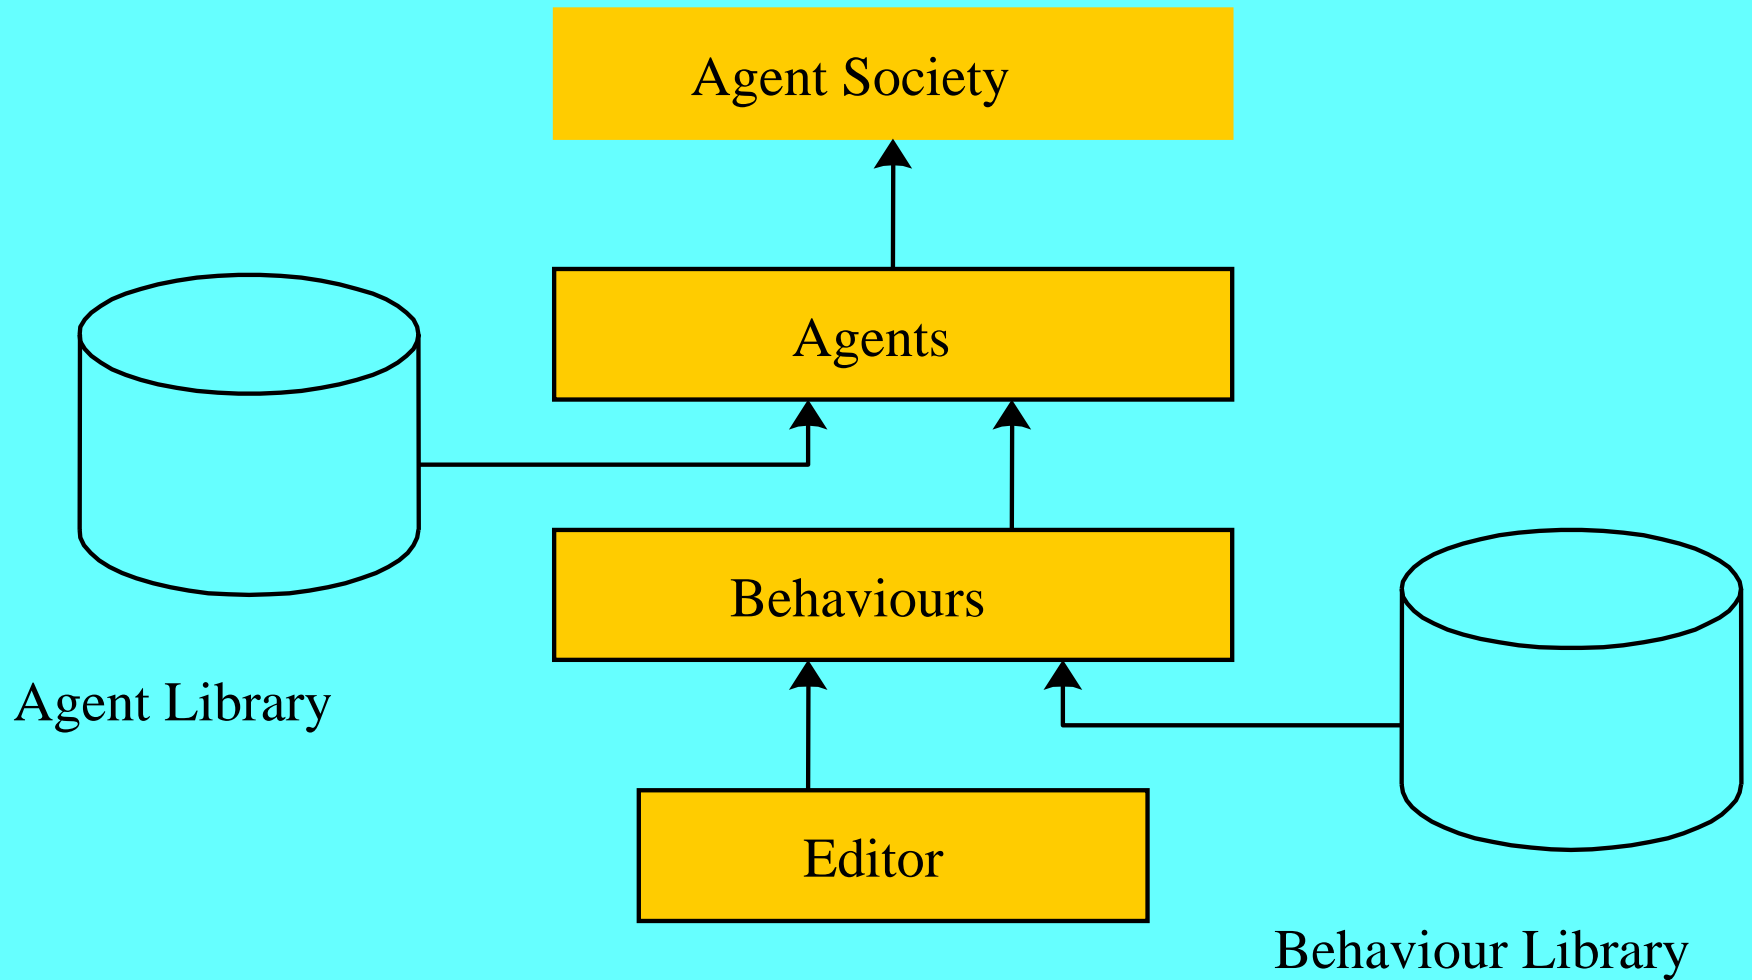 Agent Society
Agents
Behaviours
Agent Library
Editor
Behaviour Library